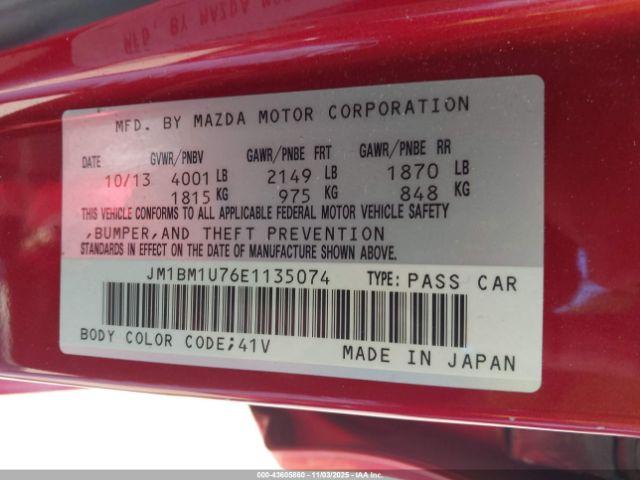 MFD. BY MAZDA MOTOR CORPORATION
DATE GVWR/PNBV GAWR/PNBE FRT GAWR/PNBE RR
10/13 4001 LB 2149 LB 1870 LB
1815 KG 975 KG 848 KG
THIS VEHICLE CONFORMS TO ALL APPLICABLE FEDERAL MOTOR VEHICLE SAFETY
,BUMPER,AND THEFT PREVENTION
STANDARDS IN EFFECT ON THE DATE OF MANUFACTURE SHOWN ABOVE.
JM1BM1U76E1135074 TYPE: PASS CAR
BODY COLOR CODE;41V MADE IN JAPAN
000-43605860 - 11/03/2025 - IAAI.com